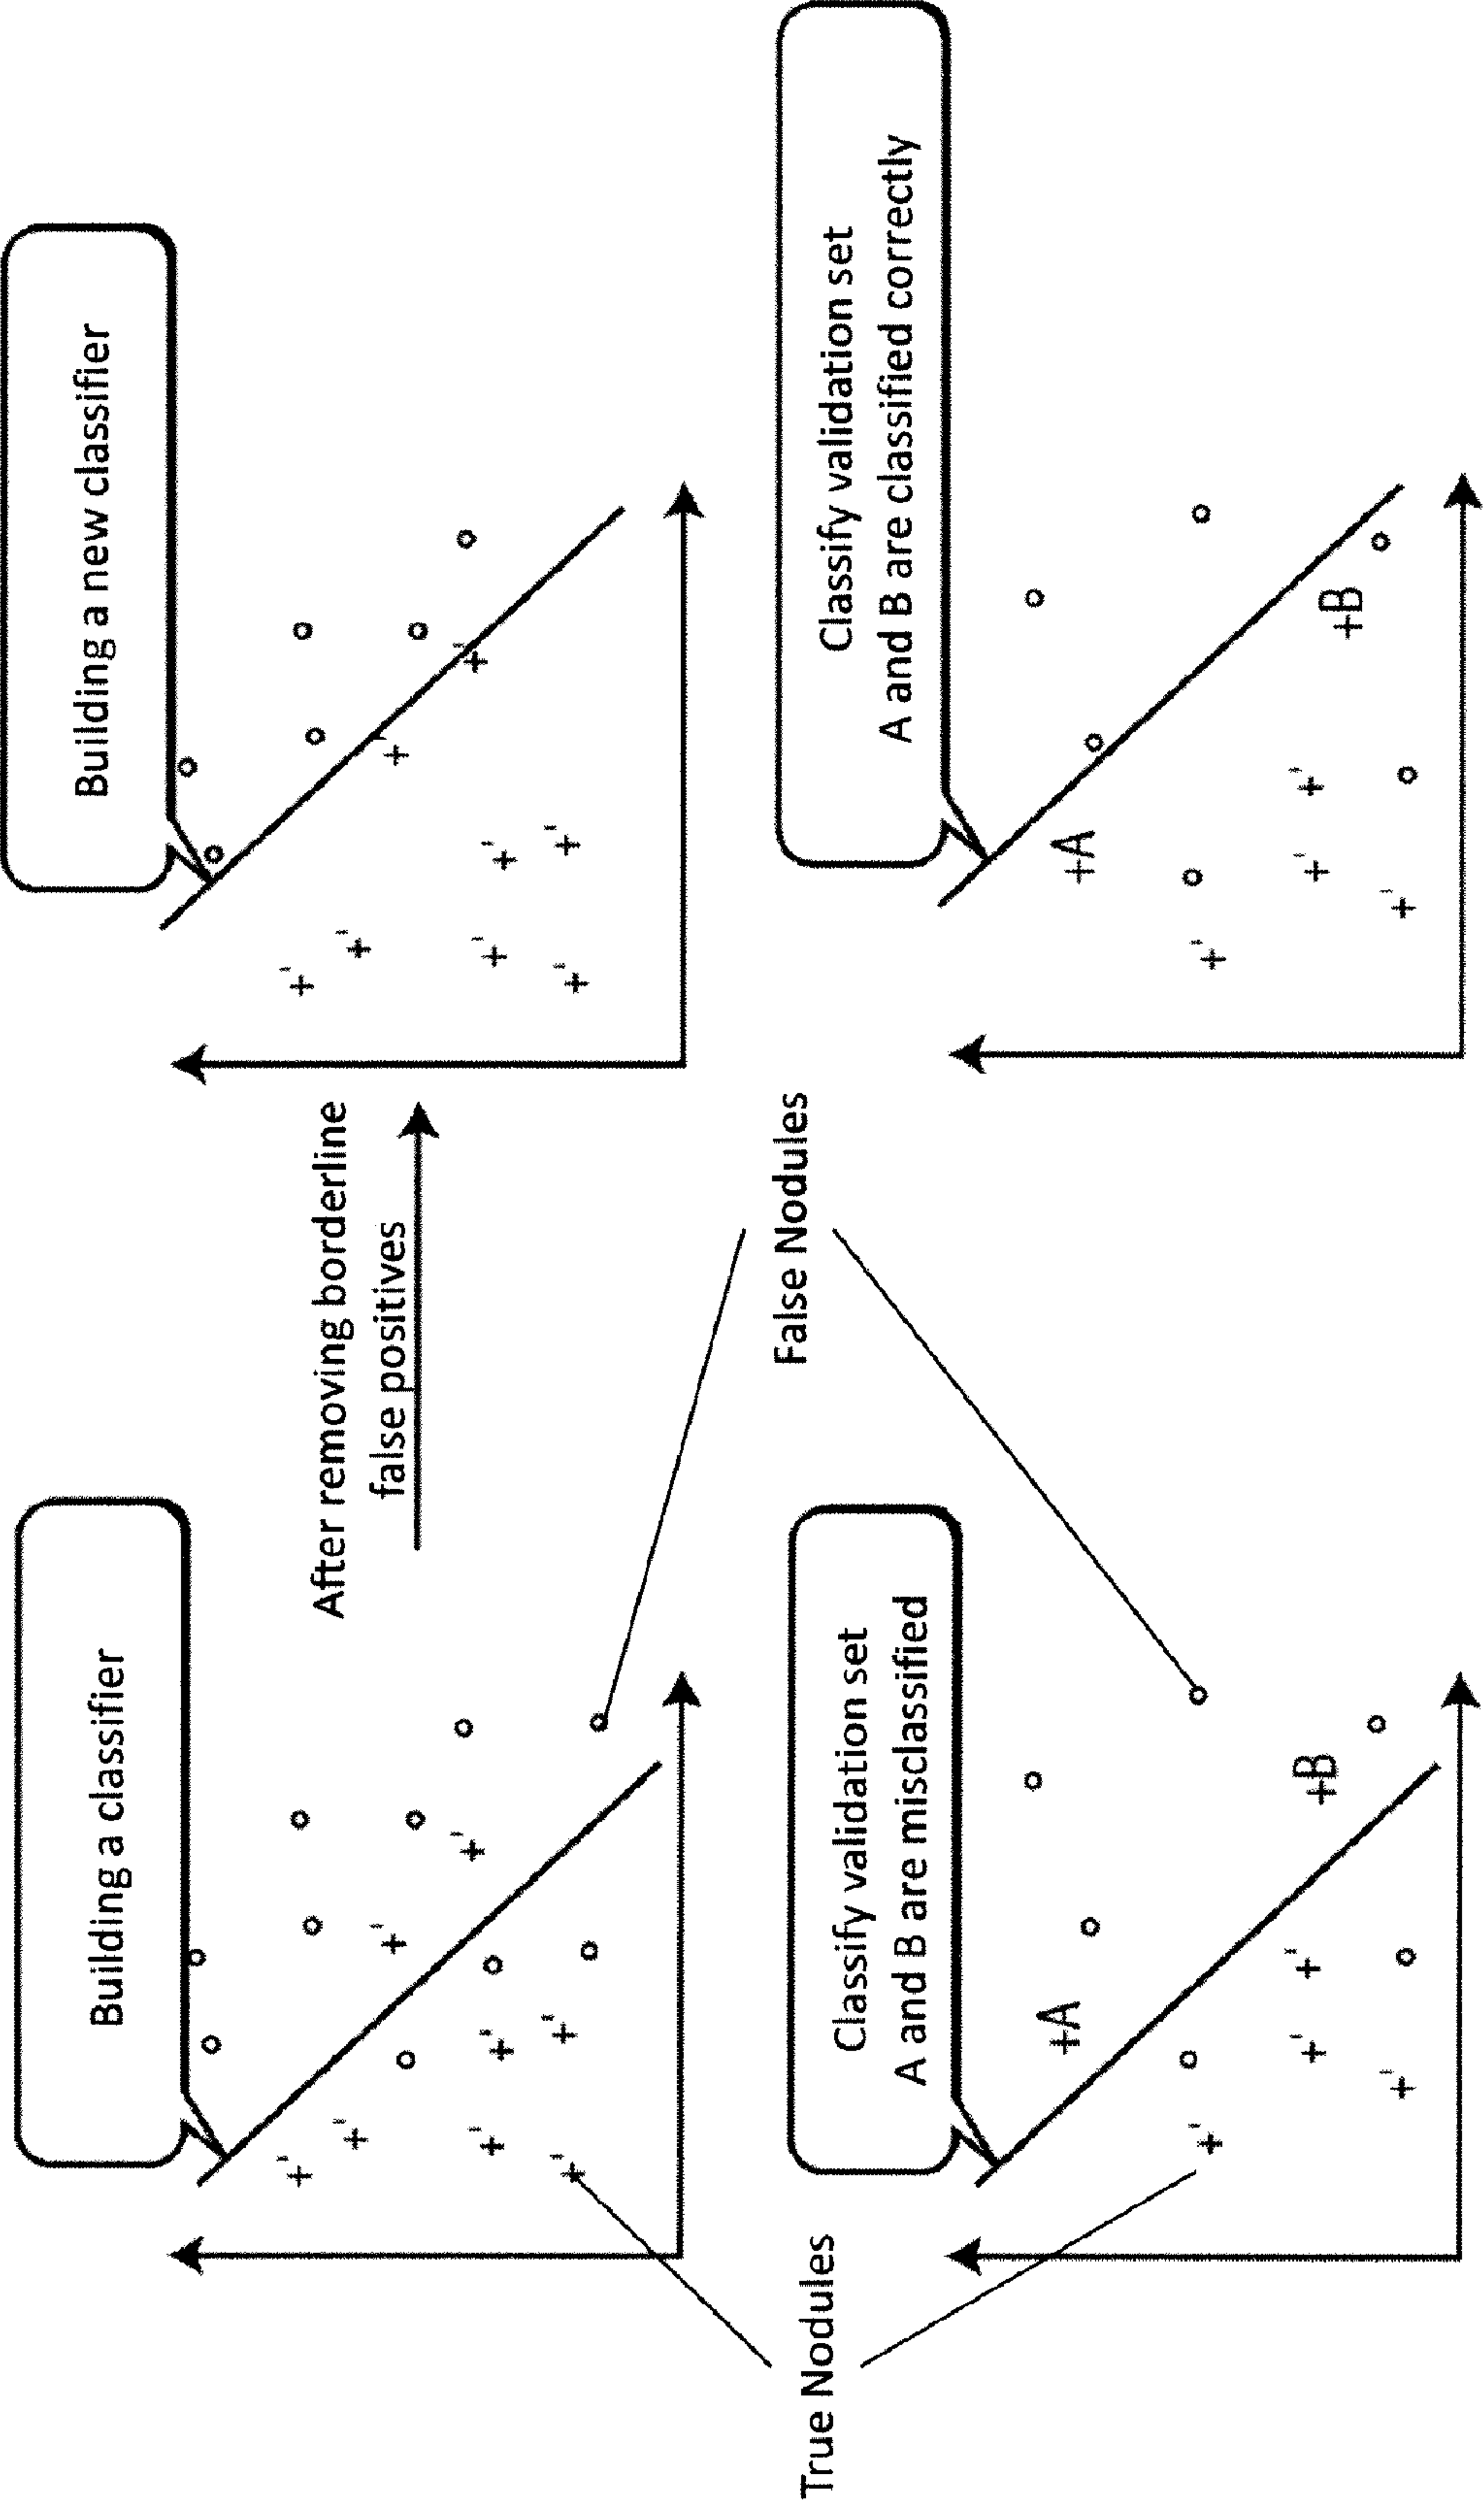 Building a classifier
After removing borderline
false positives
Building a new classifier
True Nodules
False Nodules
Classify validation set
A and B are misclassified
+A
+B
Classify validation set
A and B are classified correctly
+A
+B